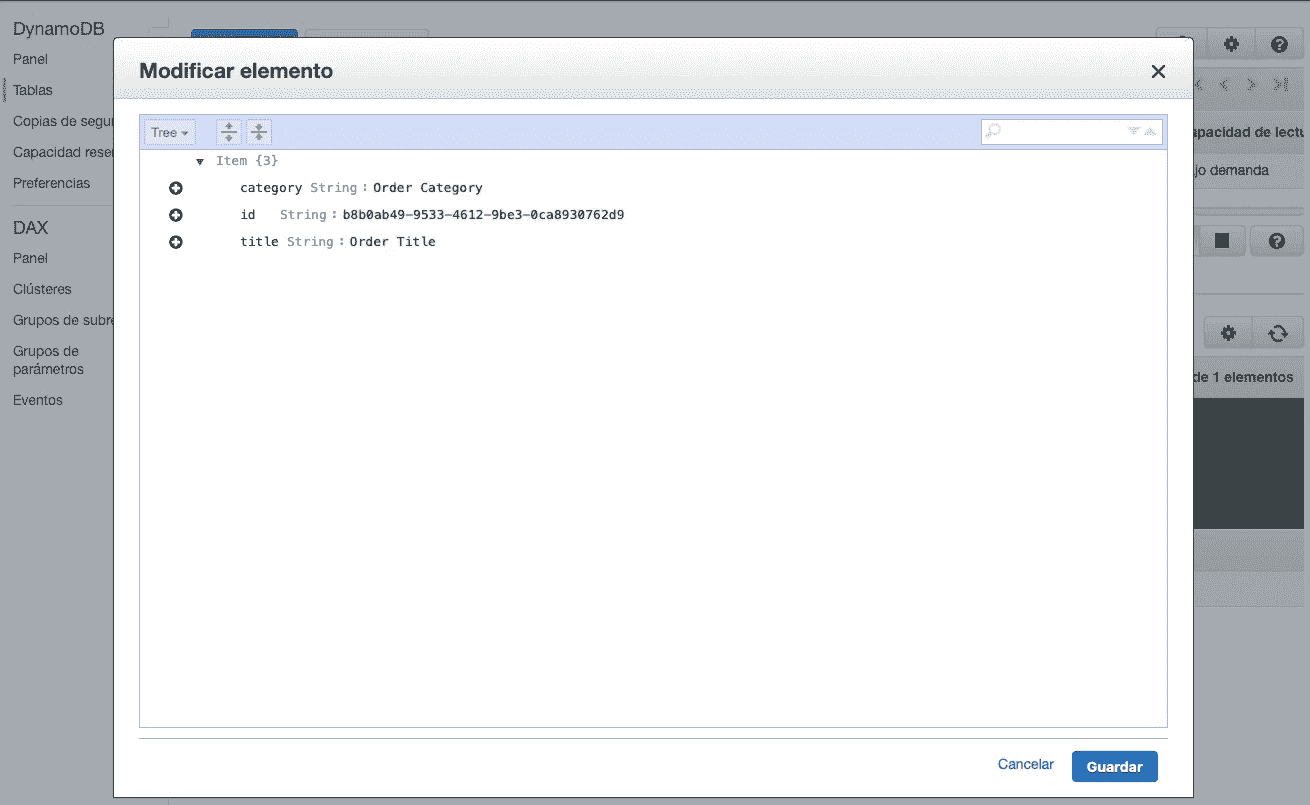 DynamoDB
Panel
Tablas
Copias de segu
Capacidad rese
Preferencias
DAX
Panel
Clústeres
Grupos de subre
Grupos de
parámetros
Eventos
Modificar elemento
Tree
Item {3}
category String : Order Category
id String : b8b0ab49-9533-4612-9be3-0ca8930762d9
title String : Order Title
Cancelar
Guardar
apacidad de lectu
jo demanda
de 1 elementos